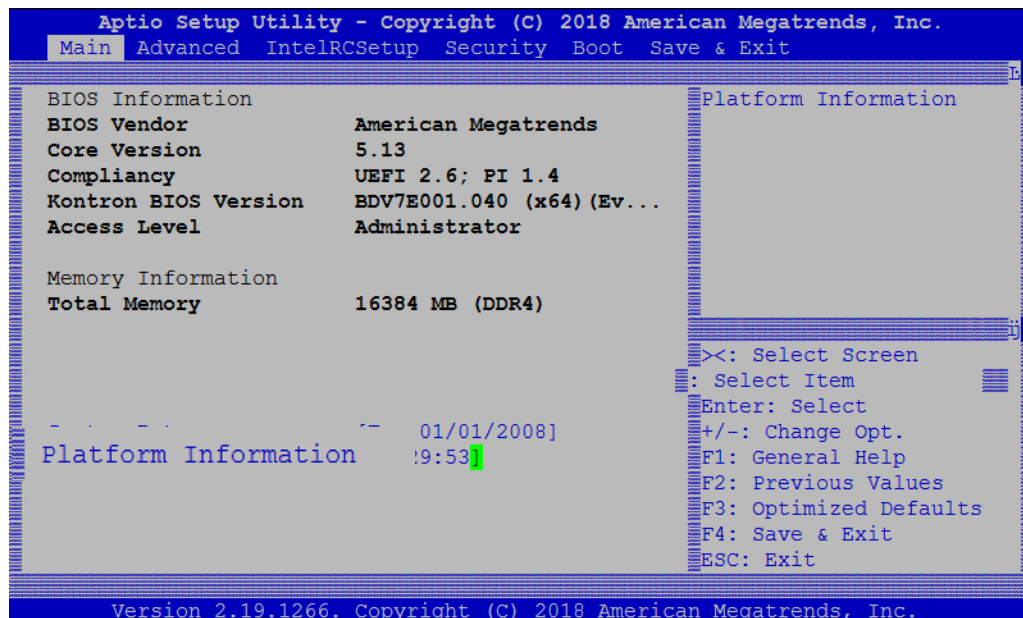 Aptio Setup Utility - Copyright (C) 2018 American Megatrends, Inc.
Main Advanced IntelRCSetup Security Boot Save & Exit
BIOS Information
BIOS Vendor American Megatrends
Core Version 5.13
Compliancy UEFI 2.6; PI 1.4
Kontron BIOS Version BDV7E001.040 (x64)(Ev...
Access Level Administrator
Memory Information
Total Memory 16384 MB (DDR4)
01/01/2008]
Platform Information :9:53]
Platform Information
><: Select Screen
: Select Item
Enter: Select
+/-: Change Opt.
F1: General Help
F2: Previous Values
F3: Optimized Defaults
F4: Save & Exit
ESC: Exit
Version 2.19.1266. Copyright (C) 2018 American Megatrends, Inc.